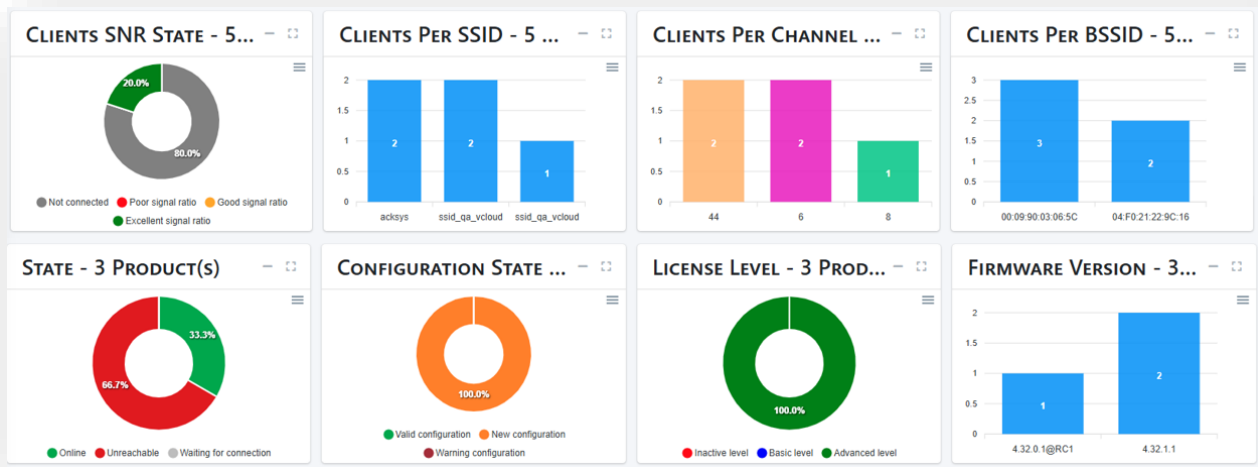 Clients SNR State - 5...
20.0%
80.0%
Not connected Poor signal ratio Good signal ratio
Excellent signal ratio
Clients Per SSID - 5 ...
2
1.5
1
0.5
0
2
2
1
acksys ssid_qa_vcloud ssid_qa_vcloud
Clients Per Channel ...
2
1.5
1
0.5
0
2
2
1
44 6 8
Clients Per BSSID - 5...
3
2.5
2
1.5
1
0.5
0
3
2
00:09:90:03:06:5C 04:F0:21:22:9C:16
State - 3 Product(s)
33.3%
66.7%
Online Unreachable Waiting for connection
Configuration State ...
100.0%
Valid configuration New configuration
Warning configuration
License Level - 3 Prod...
100.0%
Inactive level Basic level Advanced level
Firmware Version - 3...
2
1.5
1
0.5
0
1
2
4.32.0.1@RC1 4.32.1.1